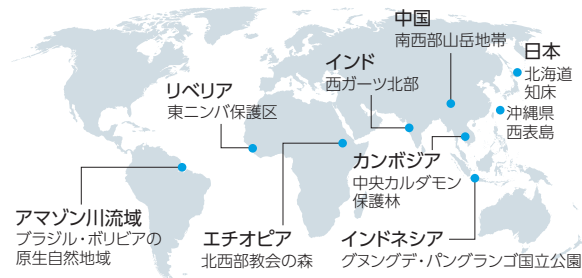 中国
南西部山岳地帯
日本
北海道
知床
沖縄県
西表島
インド
西ガーツ北部
リベリア
東ニンバ保護区
カンボジア
中央カルダモン
保護林
アマゾン川流域
ブラジル・ボリビアの
原生自然地域
エチオピア
北西部教会の森
インドネシア
グヌングデ・パングランゴ国立公園